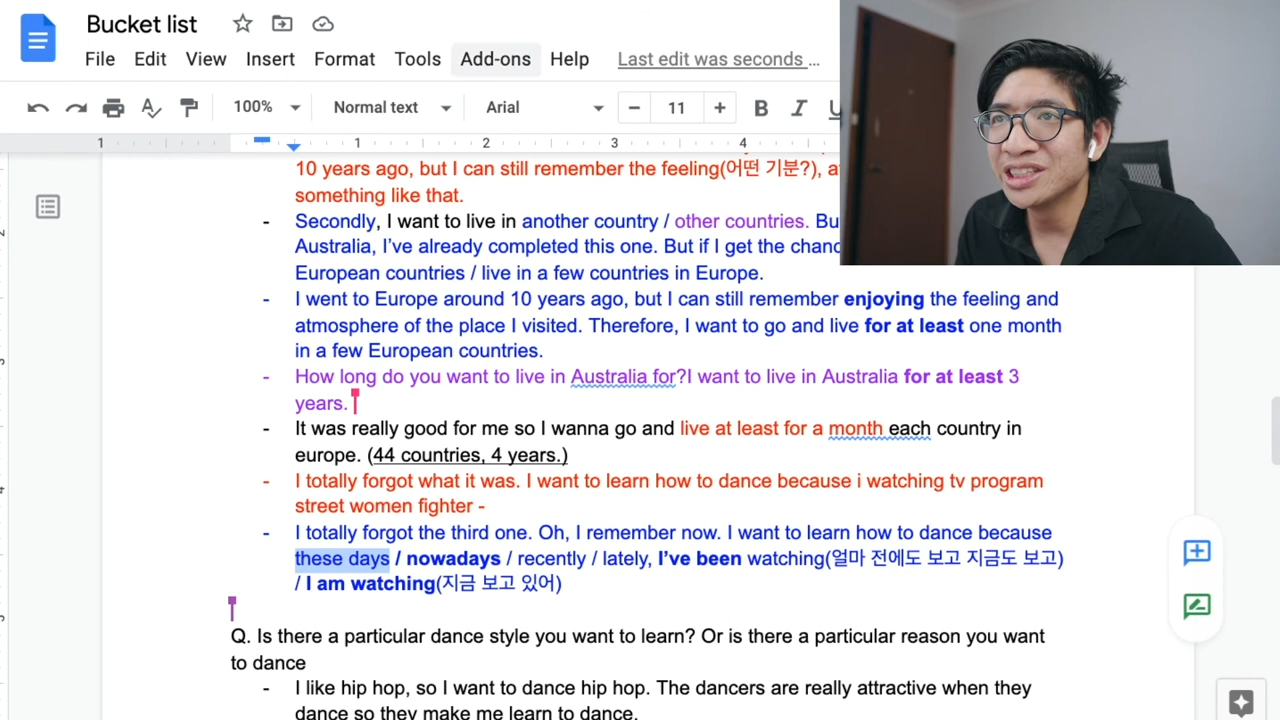 Bucket list
File Edit View Insert Format Tools Add-ons Help Last edit was seconds ...
100% Normal text Arial − 11 + B I U
1 1 2 3 4
10 years ago, but I can still remember the feeling(어떤 기분?),
something like that.
- Secondly, I want to live in another country / other countries.
Australia, I’ve already completed this one. But if I get the
European countries / live in a few countries in Europe.
- I went to Europe around 10 years ago, but I can still remember enjoying the feeling and
atmosphere of the place I visited. Therefore, I want to go and live for at least one month
in a few European countries.
- How long do you want to live in Australia for?I want to live in Australia for at least 3
years.
- It was really good for me so I wanna go and live at least for a month each country in
europe. (44 countries, 4 years.)
- I totally forgot what it was. I want to learn how to dance because i watching tv program
street women fighter -
- I totally forgot the third one. Oh, I remember now. I want to learn how to dance because
these days / nowadays / recently / lately, I’ve been watching(얼마 전에도 보고 지금도 보고)
/ I am watching(지금 보고 있어)
Q. Is there a particular dance style you want to learn? Or is there a particular reason you want
to dance
- I like hip hop, so I want to dance hip hop. The dancers are really attractive when they
dance so they make me learn to dance.